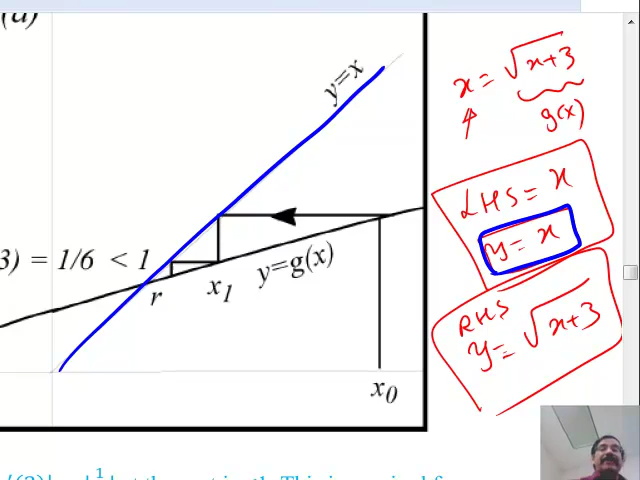 (a)
y=x
3) = 1/6 < 1
r
x₁
y=g(x)
x₀
x = √x+3
g(x)
LHS = x
y = x
RHS
y = √x+3